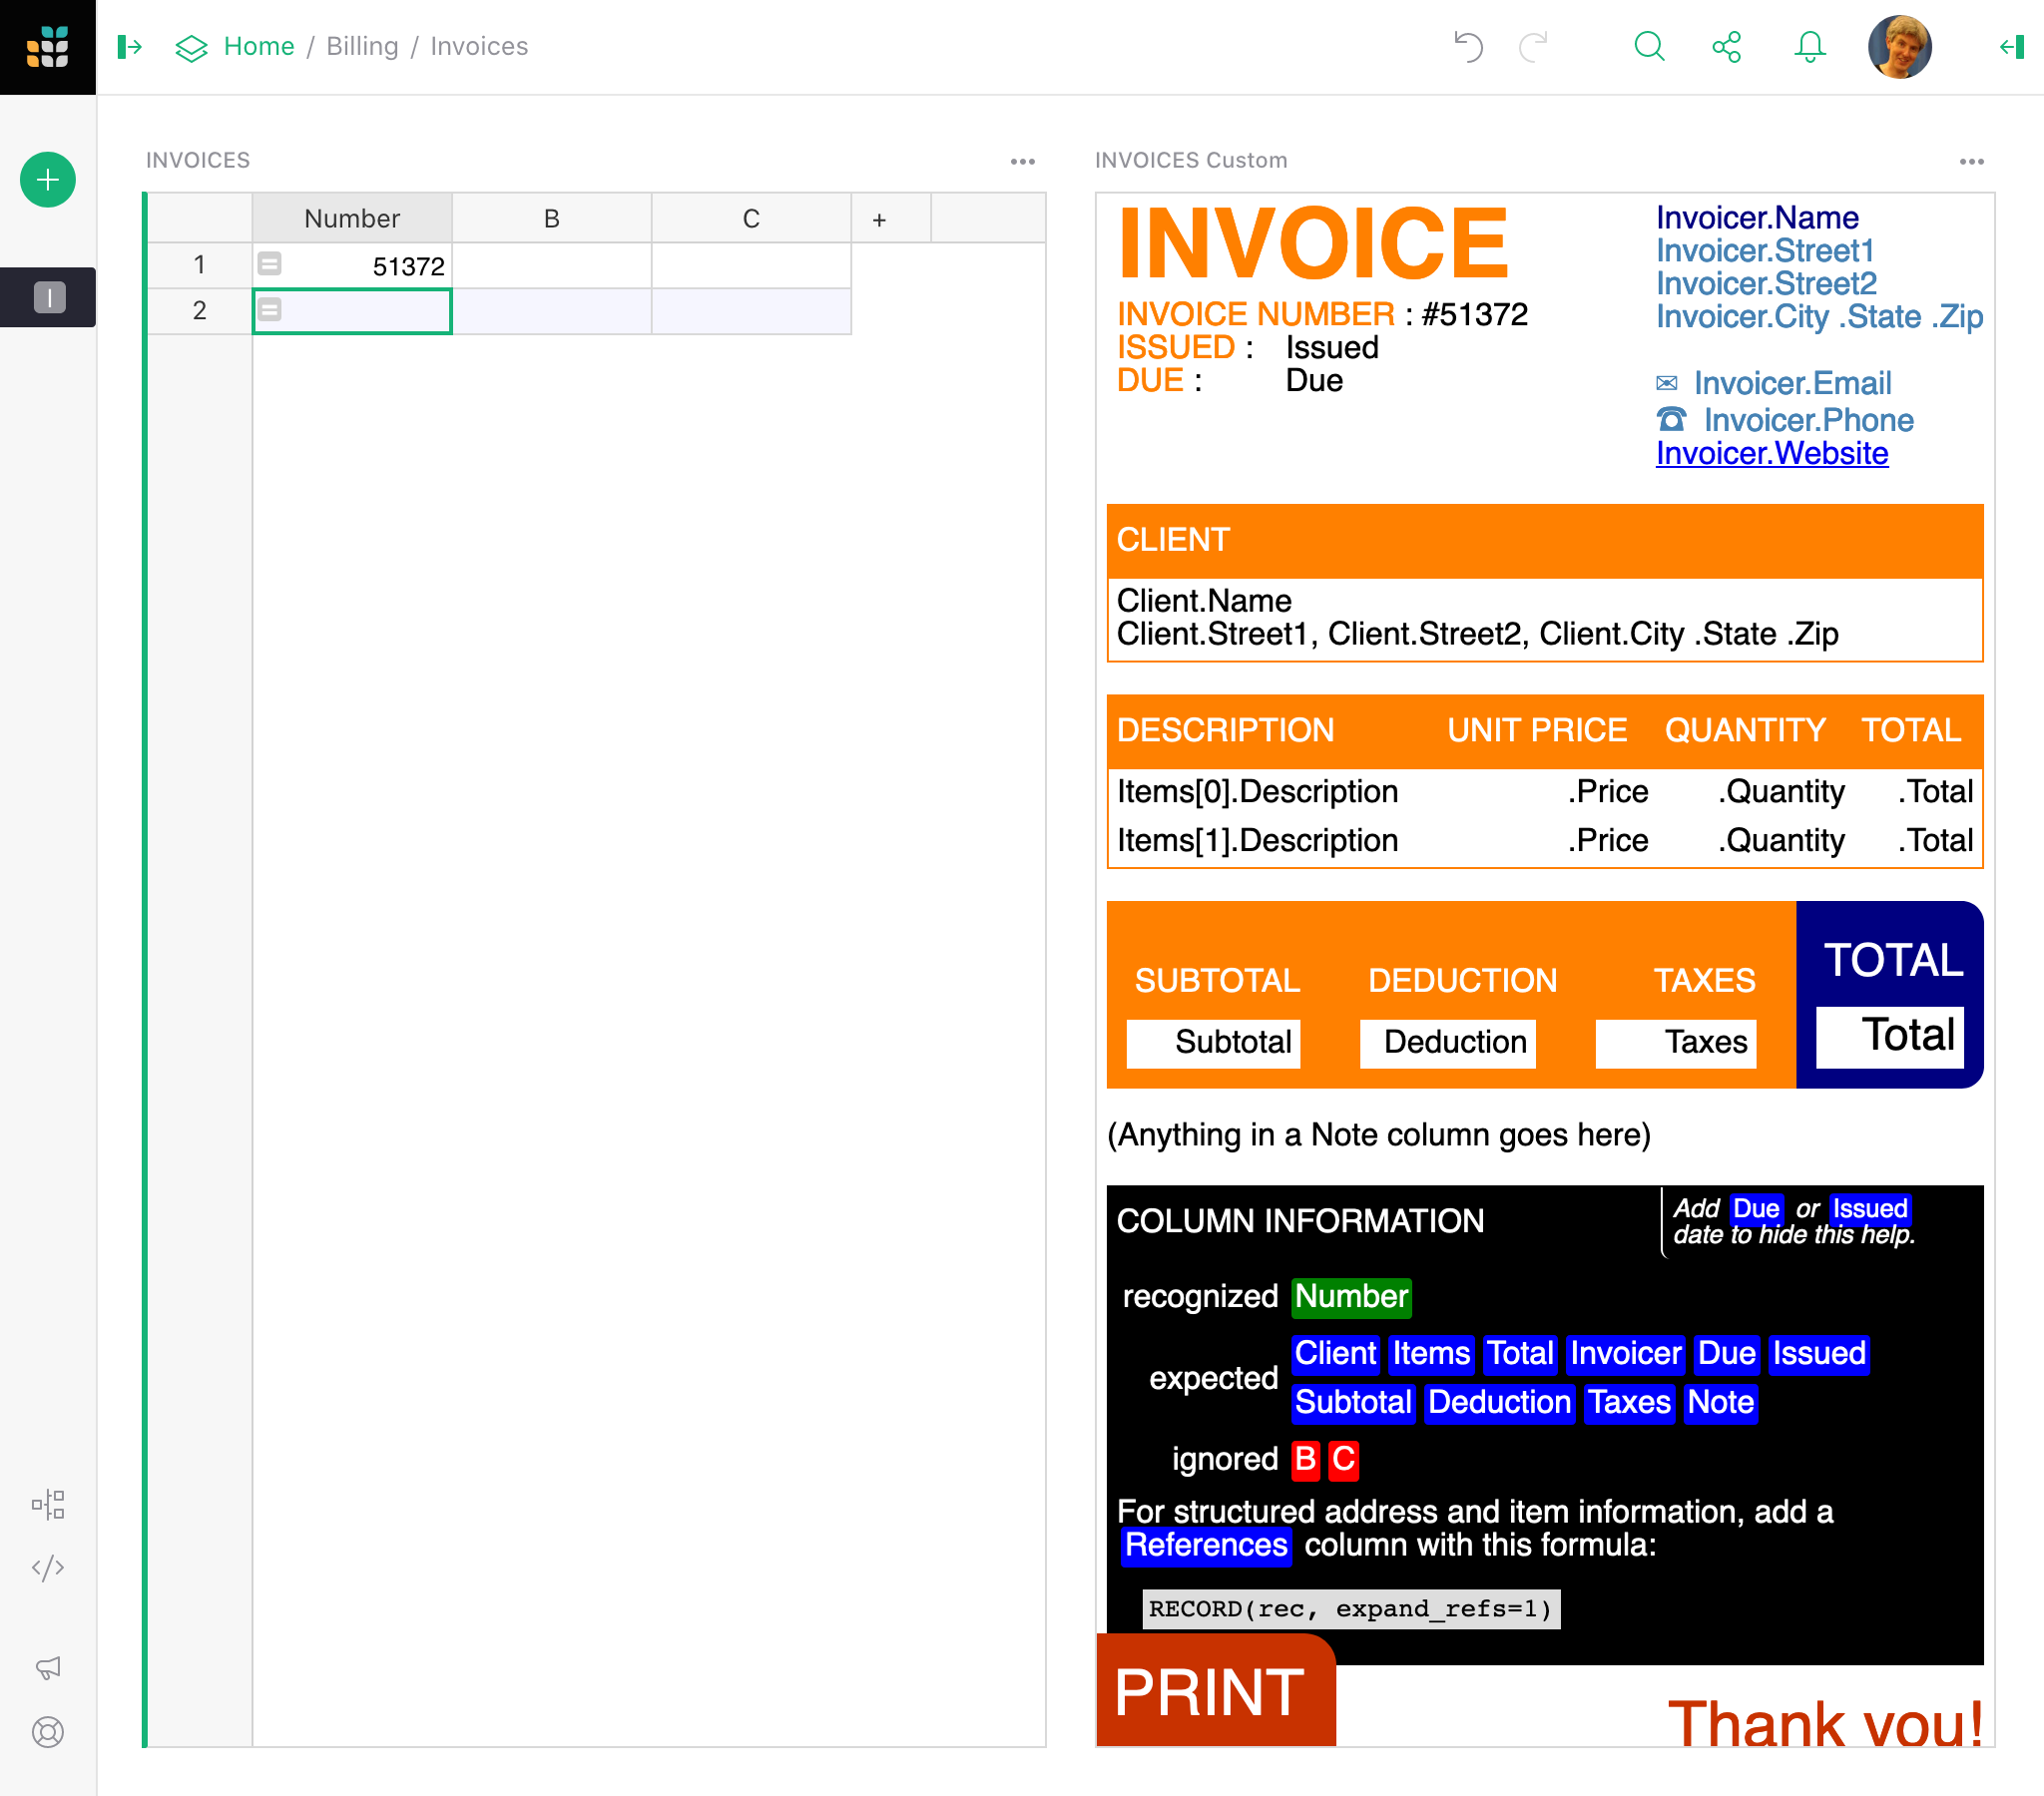 Home / Billing / Invoices
INVOICES
Number B C +
1 51372
2
I
INVOICES Custom
INVOICE
INVOICE NUMBER : #51372
ISSUED : Issued
DUE : Due
Invoicer.Name
Invoicer.Street1
Invoicer.Street2
Invoicer.City .State .Zip
✉ Invoicer.Email
☎ Invoicer.Phone
Invoicer.Website
CLIENT
Client.Name
Client.Street1, Client.Street2, Client.City .State .Zip
DESCRIPTION UNIT PRICE QUANTITY TOTAL
Items[0].Description .Price .Quantity .Total
Items[1].Description .Price .Quantity .Total
SUBTOTAL DEDUCTION TAXES TOTAL
Subtotal Deduction Taxes Total
(Anything in a Note column goes here)
COLUMN INFORMATION
Add Due or Issued
date to hide this help.
recognized Number
expected Client Items Total Invoicer Due Issued
Subtotal Deduction Taxes Note
ignored B C
For structured address and item information, add a
References column with this formula:
RECORD(rec, expand_refs=1)
PRINT
Thank you!